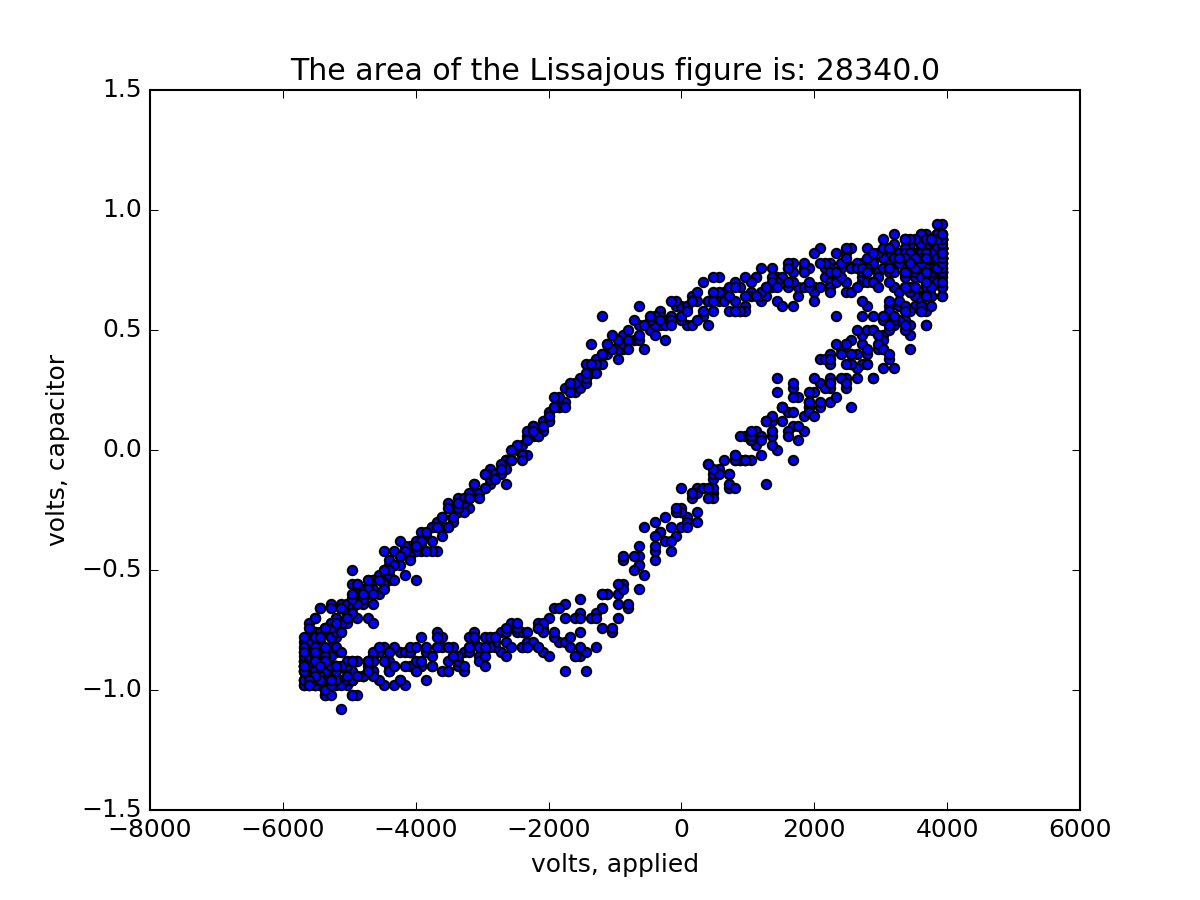 The area of the Lissajous figure is: 28340.0
1.5
1.0
0.5
0.0
−0.5
−1.0
−1.5
volts, capacitor
−8000 −6000 −4000 −2000 0 2000 4000 6000
volts, applied